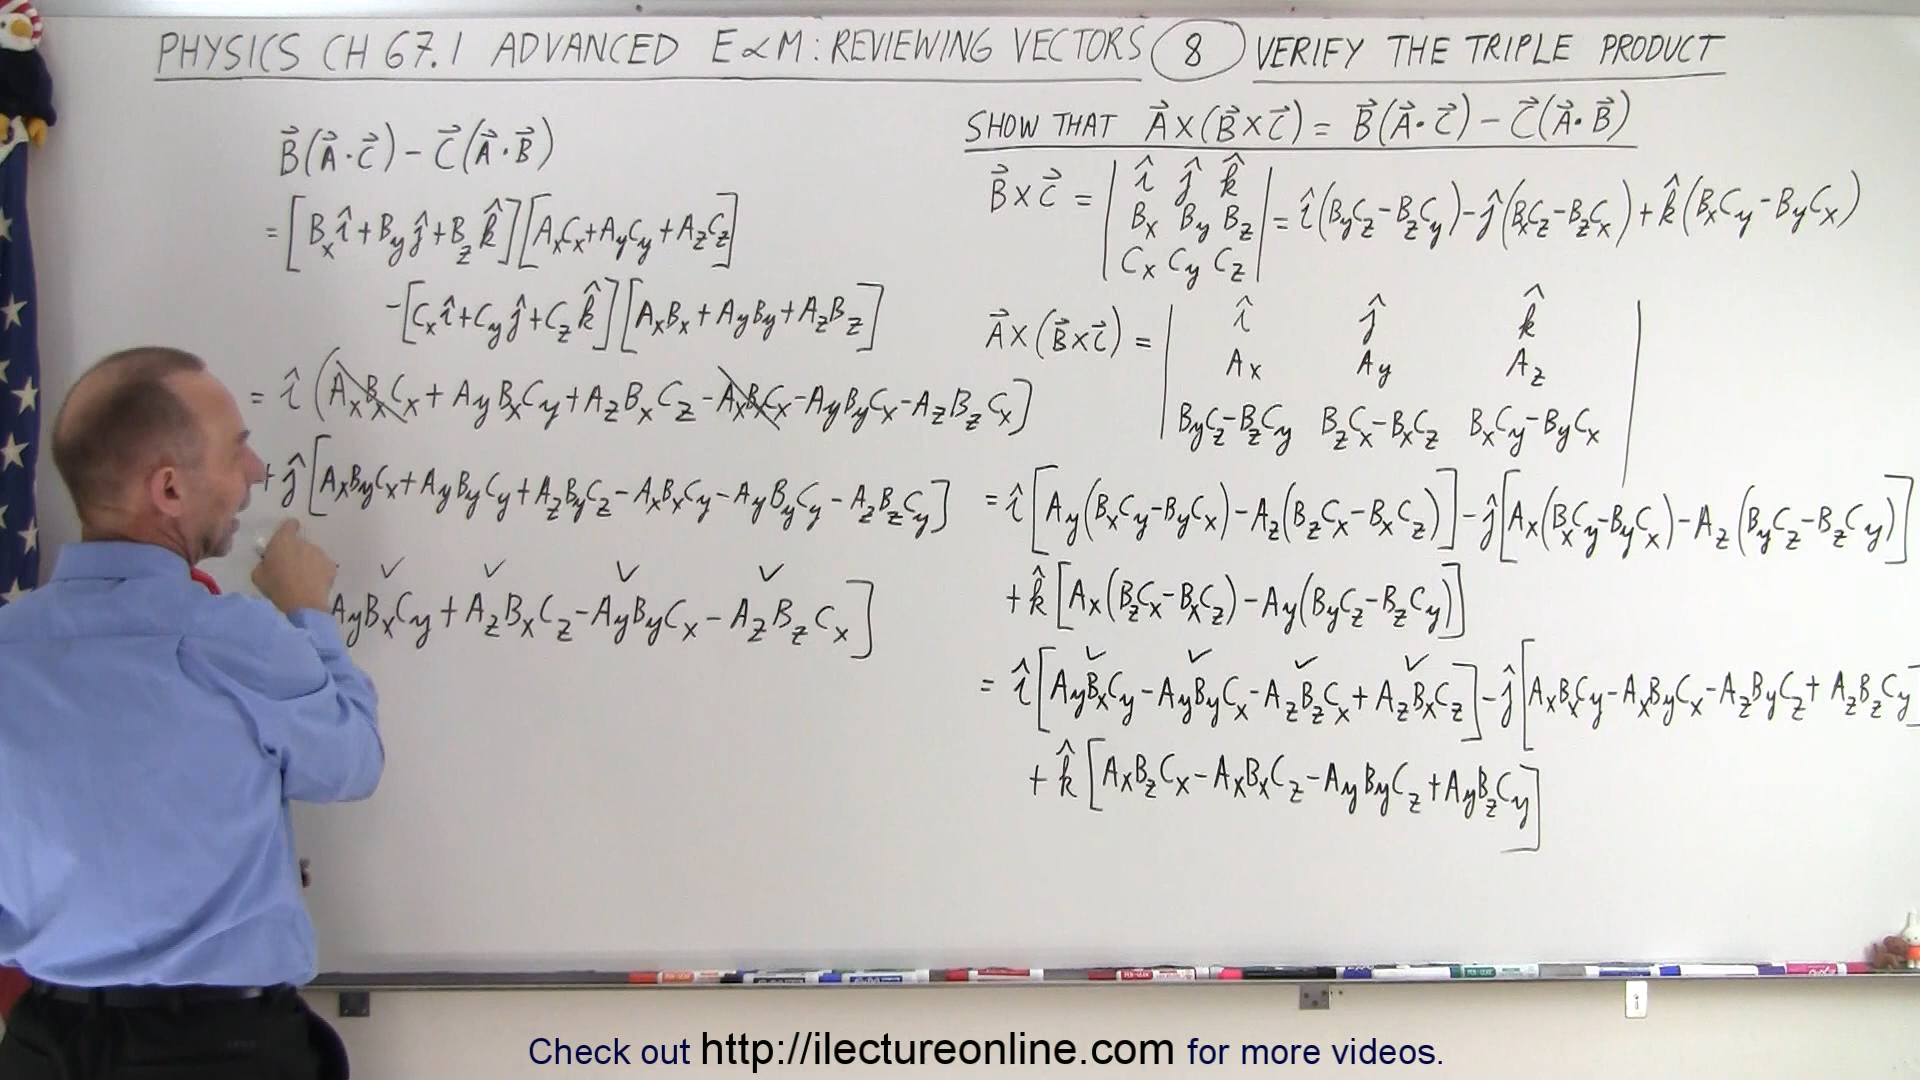 PHYSICS CH 67.1 ADVANCED E∝M: REVIEWING VECTORS (8) VERIFY THE TRIPLE PRODUCT
B⃗(A⃗·C⃗) − C⃗(A⃗·B⃗)
= [Bxî + Byĵ + Bzk̂][AxCx + AyCy + AzCz]
−[Cxî + Cyĵ + Czk̂][AxBx + AyBy + AzBz]
= î(AxBxCx + AyBxCy + AzBxCz − AxBxCx − AyByCx − AzBzCx]
+ ĵ[AxByCx + AyByCy + AzByCz − AxBxCy − AyByCy − AzBzCy]
✓ ✓ ✓ ✓
AyBxCy + AzBxCz − AyByCx − AzBzCx]
SHOW THAT A⃗×(B⃗×C⃗) = B⃗(A⃗·C⃗) − C⃗(A⃗·B⃗)
B⃗×C⃗ = | î ĵ k̂ | = î(ByCz − BzCy) − ĵ(BxCz − BzCx) + k̂(BxCy − ByCx)
Bx By Bz
Cx Cy Cz
A⃗×(B⃗×C⃗) = | î ĵ k̂ |
Ax Ay Az
ByCz−BzCy BzCx−BxCz BxCy−ByCx
= î[Ay(BxCy−ByCx) − Az(BzCx−BxCz)] − ĵ[Ax(BxCy−ByCx) − Az(ByCz−BzCy)]
+ k̂[Ax(BzCx−BxCz) − Ay(ByCz−BzCy)]
✓ ✓ ✓ ✓
= î[AyBxCy − AyByCx − AzBzCx + AzBxCz] − ĵ[AxBxCy − AxByCx − AzByCz + AzBzCy]
+ k̂[AxBzCx − AxBxCz − AyByCz + AyBzCy]
Check out http://ilectureonline.com for more videos.